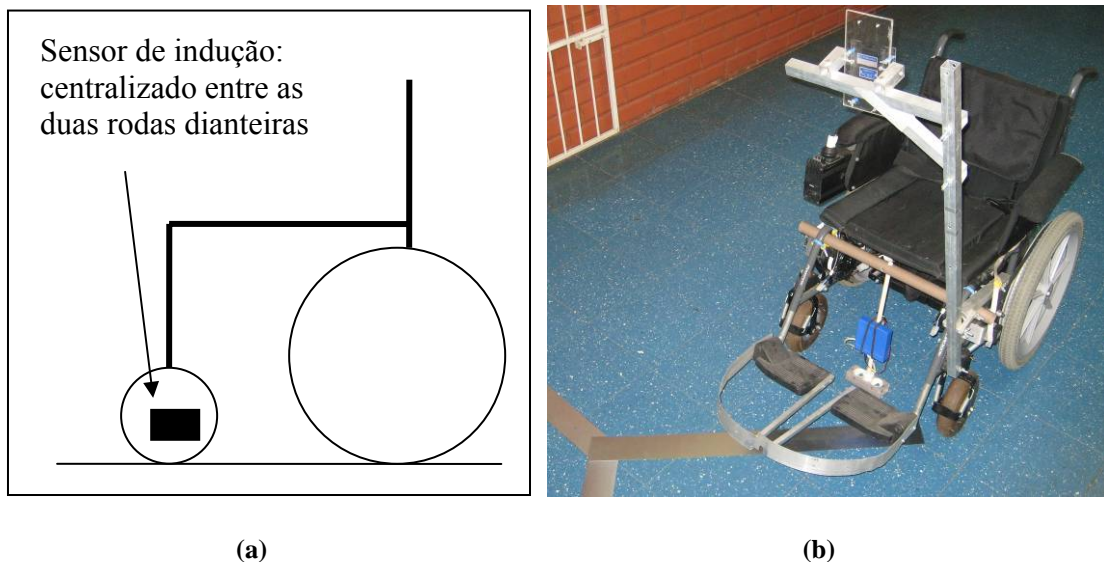 Sensor de indução:
centralizado entre as
duas rodas dianteiras
(a)
(b)